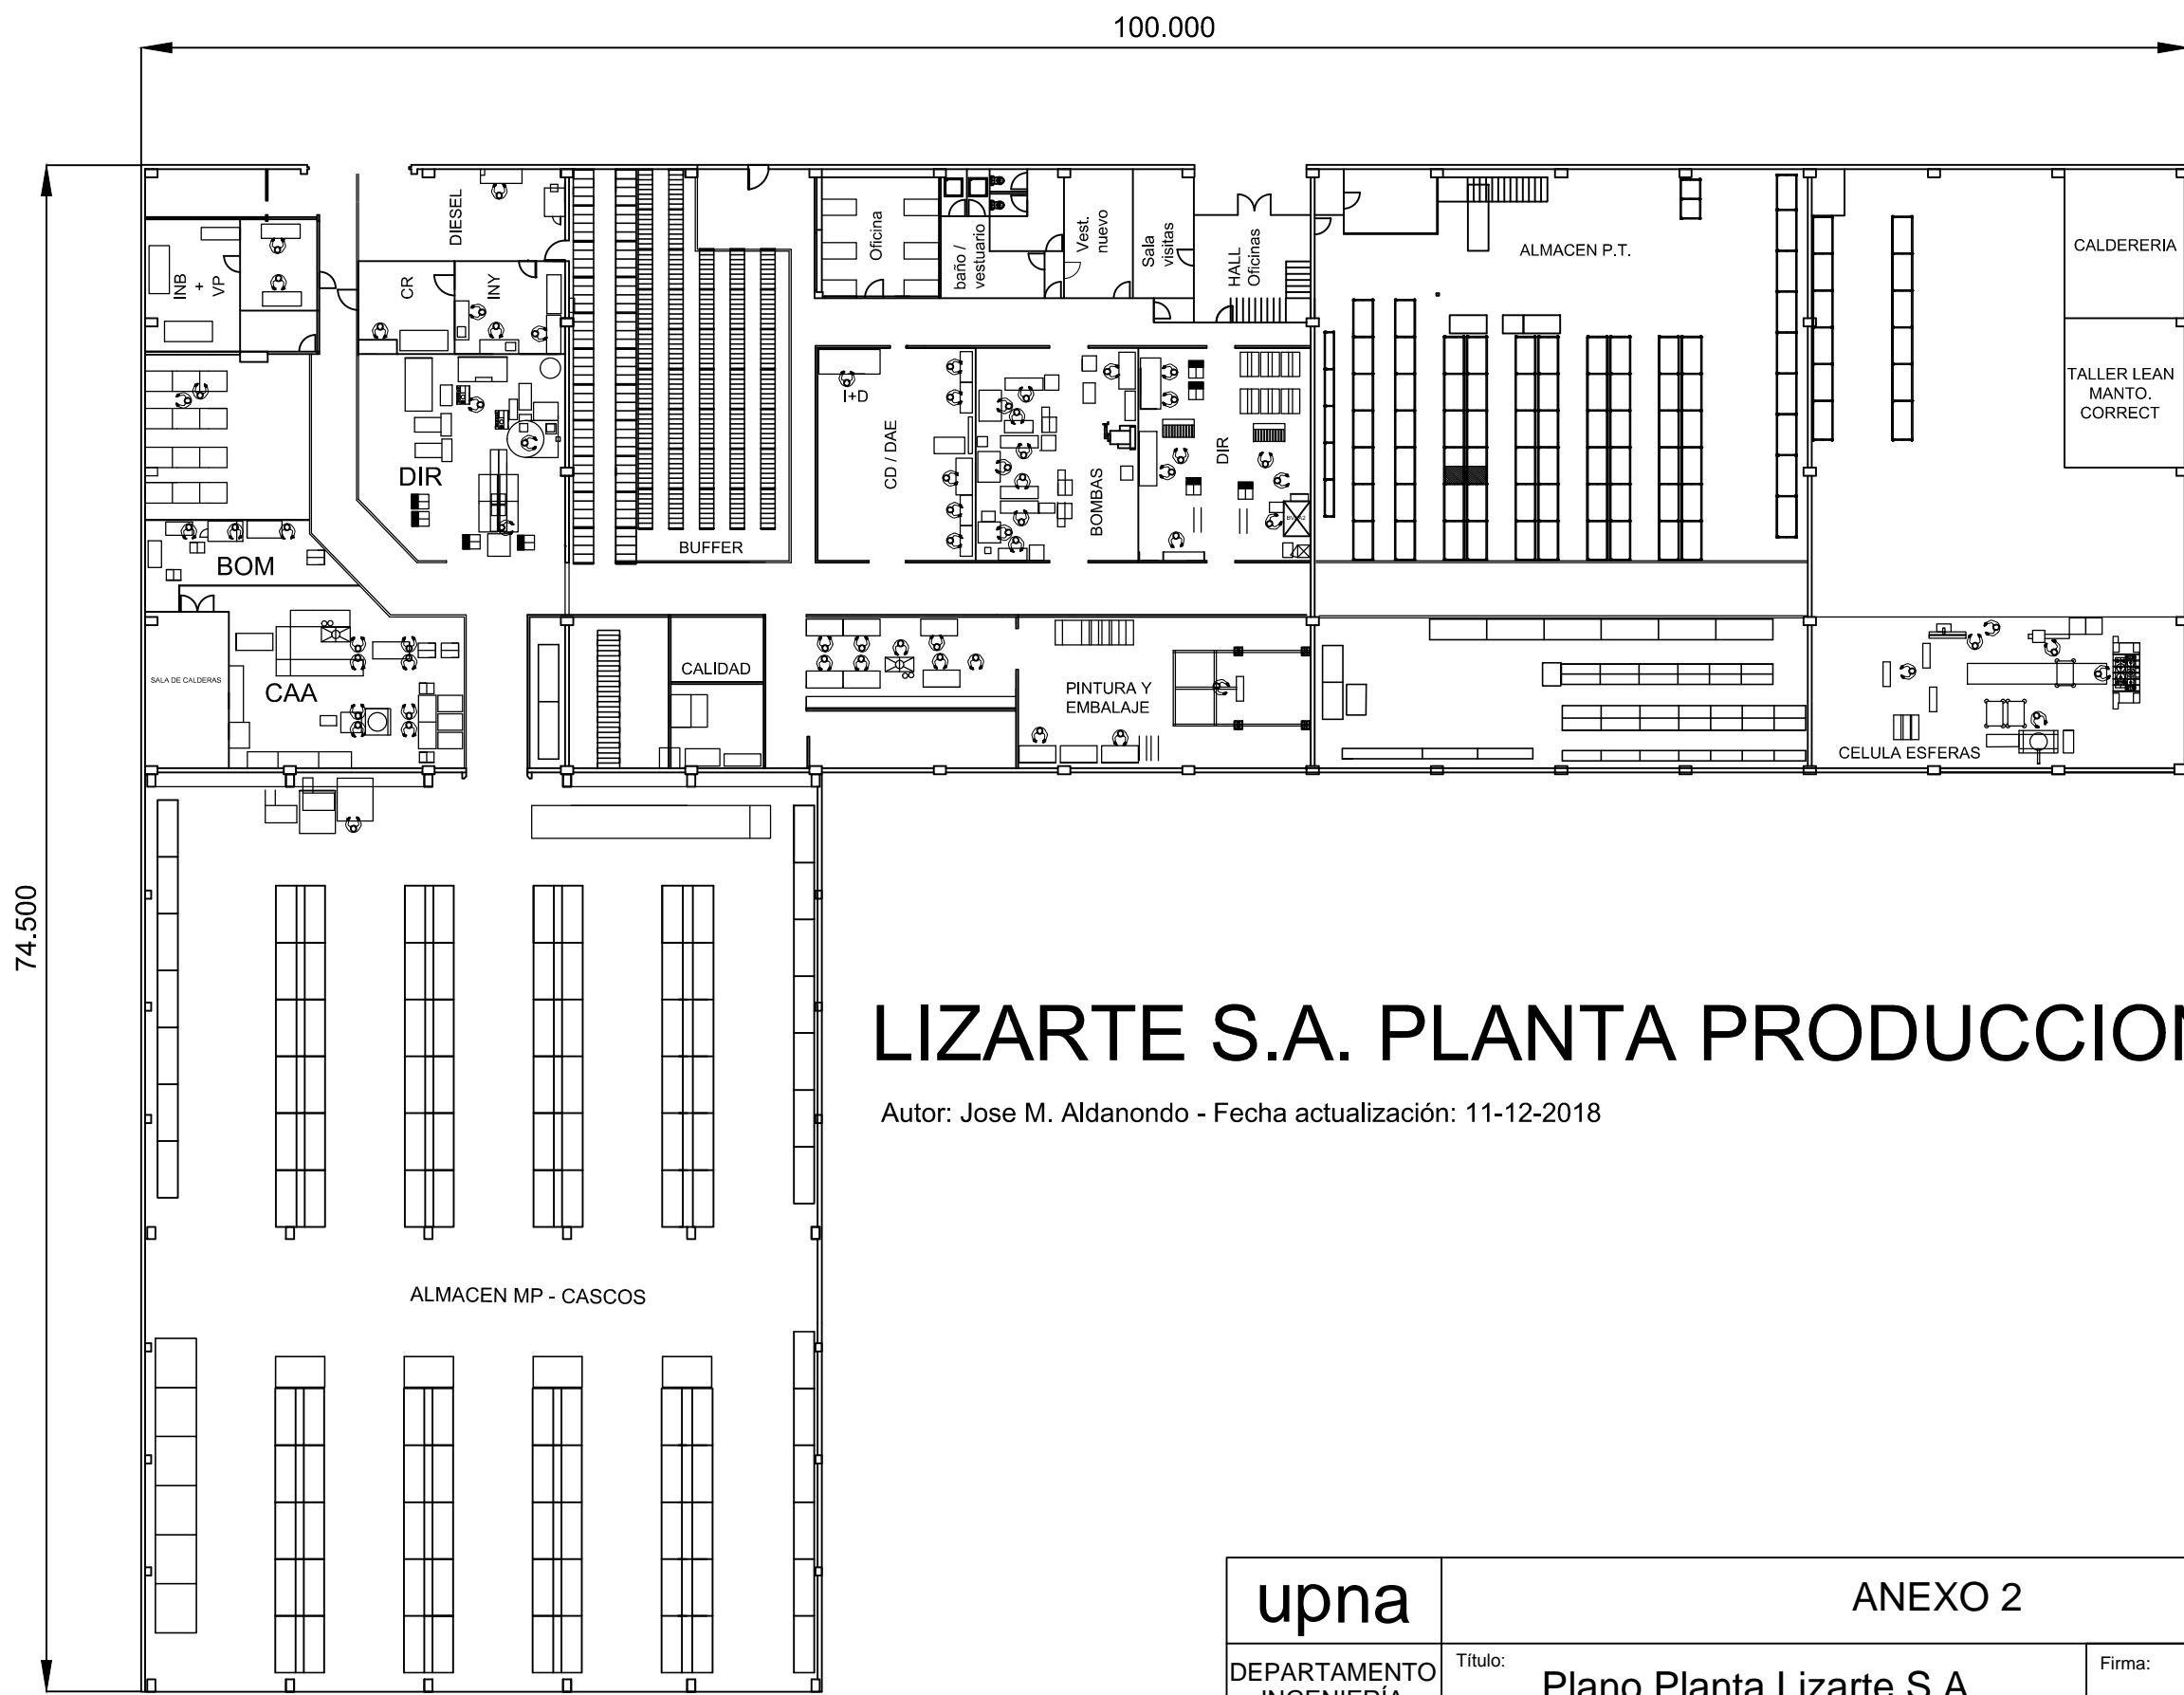 100.000
74.500
DIESEL
INB
+
VP
CR
INY
Oficina
baño /
vestuario
Vest.
nuevo
Sala
visitas
HALL
Oficinas
ALMACEN P.T.
CALDERERIA
TALLER LEAN
MANTO.
CORRECT
I+D
CD / DAE
BOMBAS
DIR
DIR
BUFFER
BOM
SALA DE CALDERAS
CAA
CALIDAD
PINTURA Y
EMBALAJE
CELULA ESFERAS
LIZARTE S.A. PLANTA PRODUCCION
Autor: Jose M. Aldanondo - Fecha actualización: 11-12-2018
ALMACEN MP - CASCOS
upna
ANEXO 2
DEPARTAMENTO
INGENIERÍA
Título:
Plano Planta Lizarte S.A.
Firma: